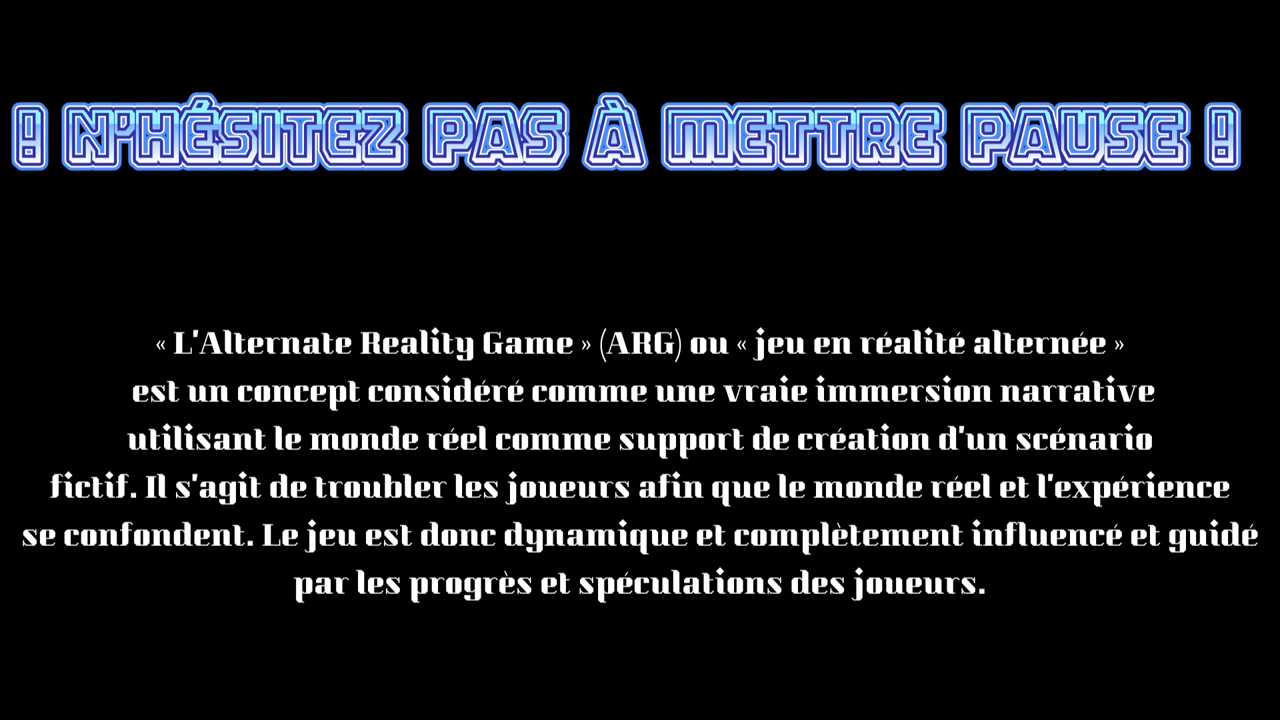 ! N'HÉSITEZ PAS À METTRE PAUSE !
« L'Alternate Reality Game » (ARG) ou « jeu en réalité alternée »
est un concept considéré comme une vraie immersion narrative
utilisant le monde réel comme support de création d'un scénario
fictif. Il s'agit de troubler les joueurs afin que le monde réel et l'expérience
se confondent. Le jeu est donc dynamique et complètement influencé et guidé
par les progrès et spéculations des joueurs.